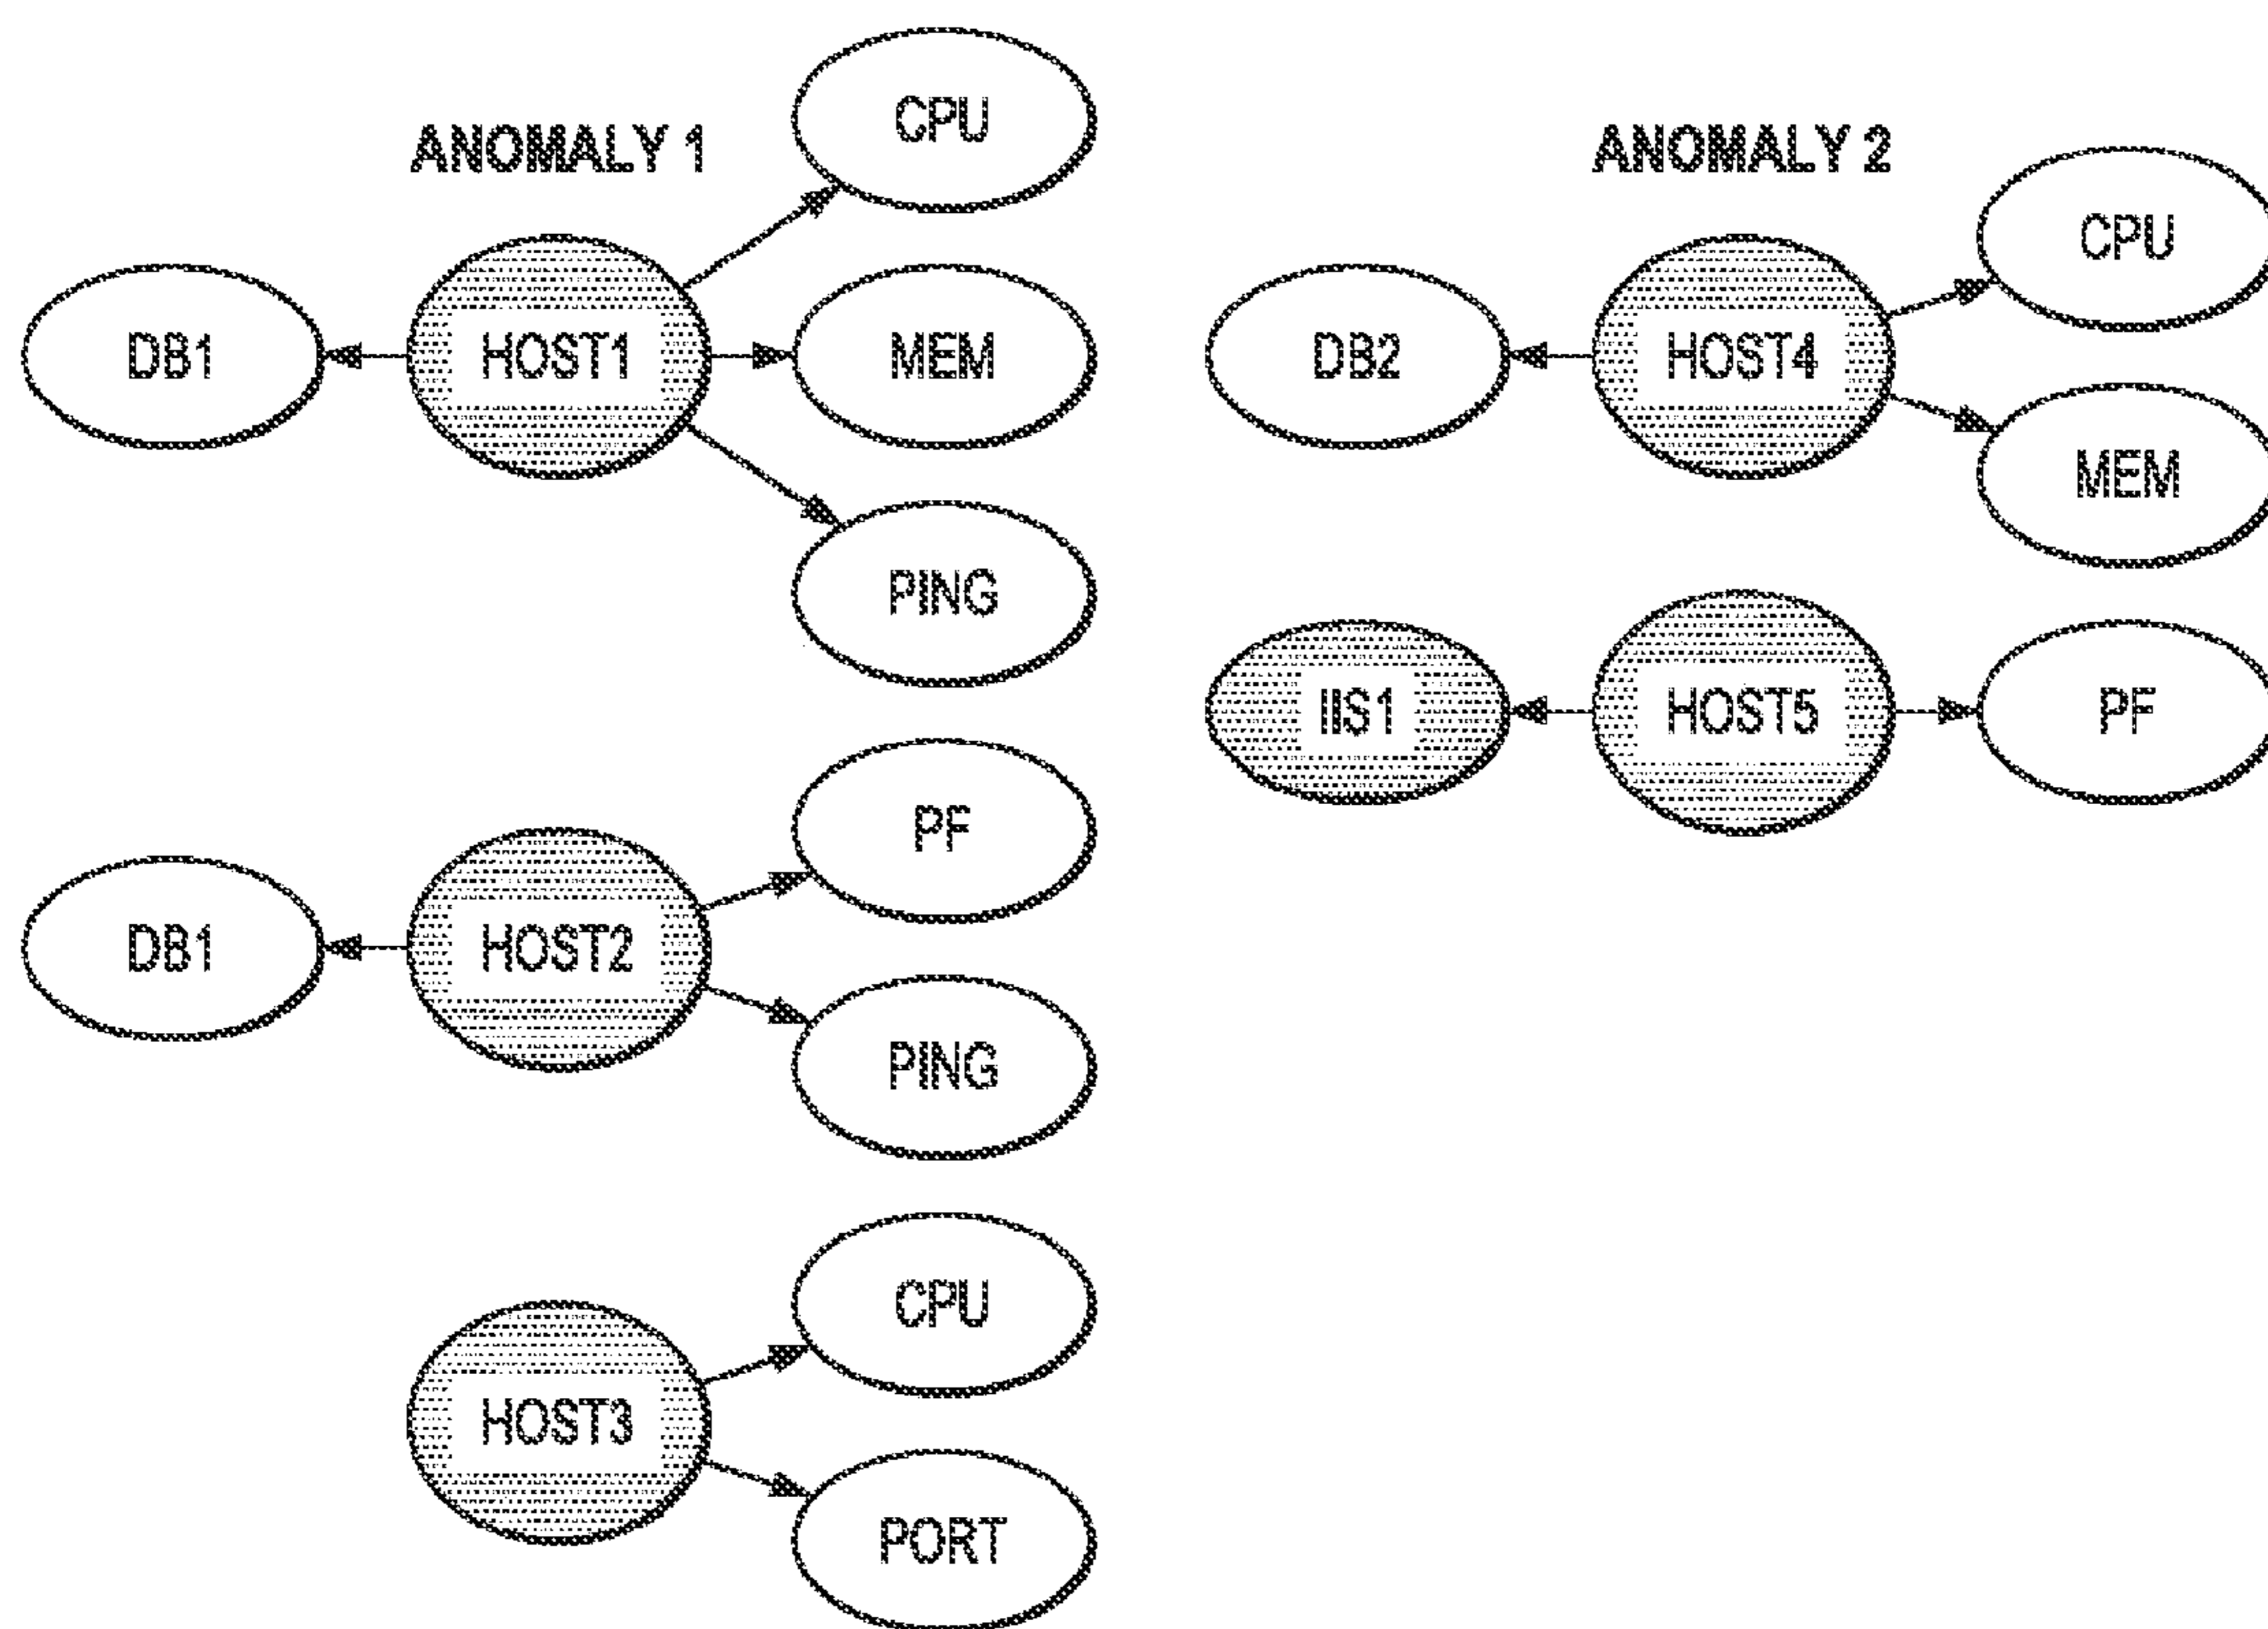 ANOMALY 1
CPU
DB1
HOST1
MEM
PING
PF
DB1
HOST2
PING
CPU
HOST3
PORT
ANOMALY 2
CPU
DB2
HOST4
MEM
IIS1
HOST5
PF